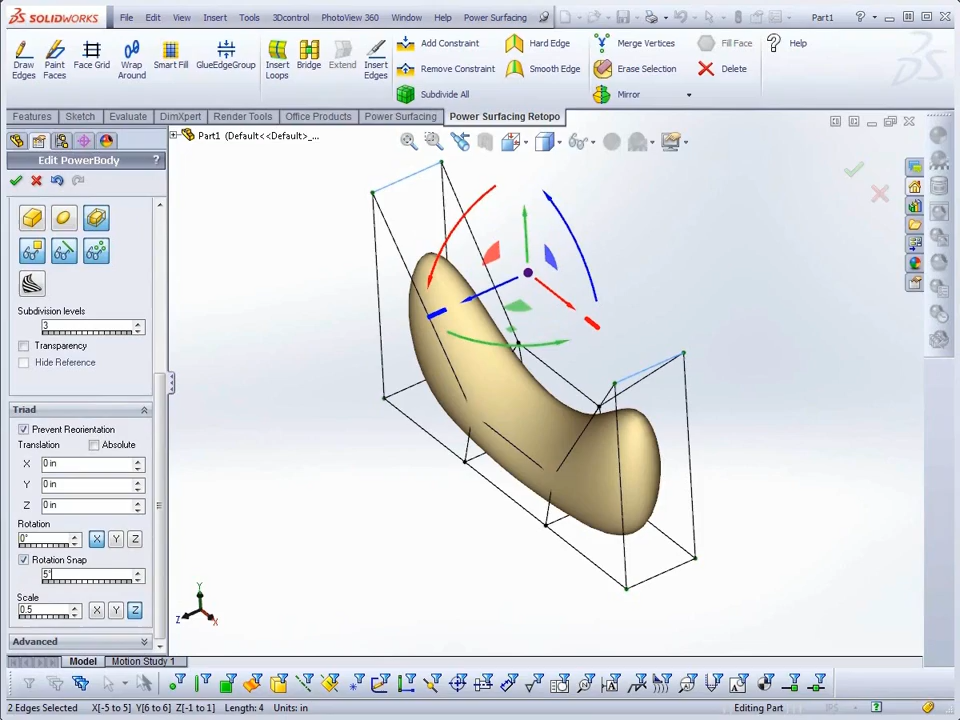 SOLIDWORKS File Edit View Insert Tools 3Dcontrol PhotoView 360 Window Help Power Surfacing Part1
Draw Edges Paint Faces Face Grid Wrap Around Smart Fill GlueEdgeGroup Insert Loops Bridge Extend Insert Edges
Add Constraint Hard Edge Merge Vertices Fill Face Help
Remove Constraint Smooth Edge Erase Selection Delete
Subdivide All Mirror
Features Sketch Evaluate DimXpert Render Tools Office Products Power Surfacing Power Surfacing Retopo
Part1 (Default<<Default>_...
Edit PowerBody ?
Subdivision levels
3
Transparency
Hide Reference
Triad
Prevent Reorientation
Translation Absolute
X 0 in
Y 0 in
Z 0 in
Rotation
0° X Y Z
Rotation Snap
5°
Scale
0.5 X Y Z
Advanced
Y
Z X
Model Motion Study 1
2 Edges Selected X[-5 to 5] Y[6 to 6] Z[-1 to 1] Length: 4 Units: in Editing Part IPS